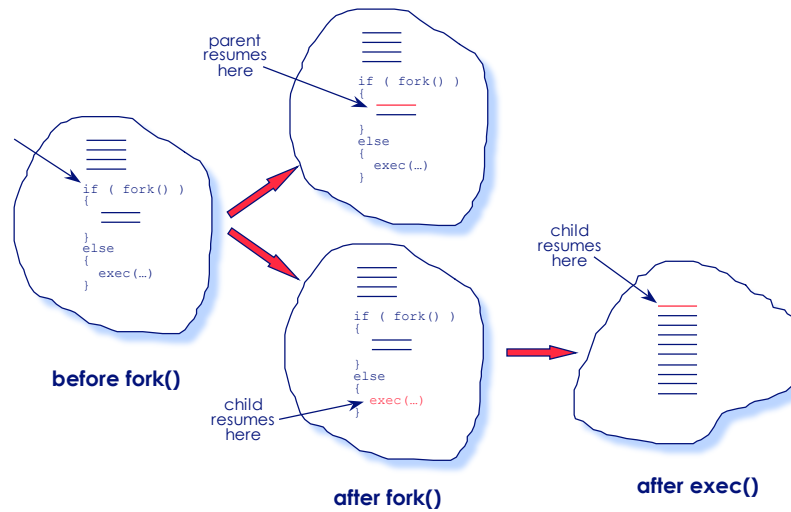 if ( fork() )
{
}
else
{
exec(…)
}
before fork()
parent
resumes
here
if ( fork() )
{
}
else
{
exec(…)
}
if ( fork() )
{
}
else
{
exec(…)
}
child
resumes
here
after fork()
child
resumes
here
after exec()